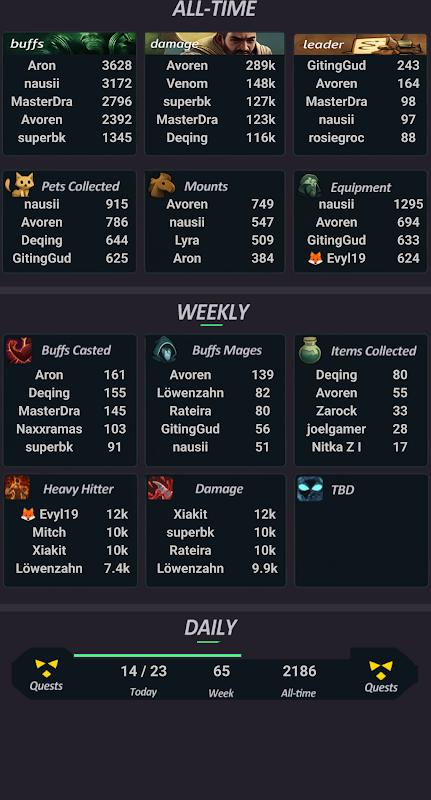 ALL-TIME
buffs
Aron 3628
nausii 3172
MasterDra 2796
Avoren 2392
superbk 1345
damage
Avoren 289k
Venom 148k
superbk 127k
MasterDra 123k
Deqing 116k
leader
GitingGud 243
Avoren 164
MasterDra 98
nausii 97
rosiegroc 88
Pets Collected
nausii 915
Avoren 786
Deqing 644
GitingGud 625
Mounts
Avoren 749
nausii 547
Lyra 509
Aron 384
Equipment
nausii 1295
Avoren 694
GitingGud 633
🦊 Evyl19 624
WEEKLY
Buffs Casted
Aron 161
Deqing 155
MasterDra 145
Naxxramas 103
superbk 91
Buffs Mages
Avoren 139
Löwenzahn 82
Rateira 80
GitingGud 56
nausii 51
Items Collected
Deqing 80
Avoren 55
Zarock 33
joelgamer 28
Nitka Z I 17
Heavy Hitter
🦊 Evyl19 12k
Mitch 10k
Xiakit 10k
Löwenzahn 7.4k
Damage
Xiakit 12k
superbk 10k
Rateira 10k
Löwenzahn 9.9k
TBD
DAILY
Quests
14 / 23
Today
65
Week
2186
All-time
Quests